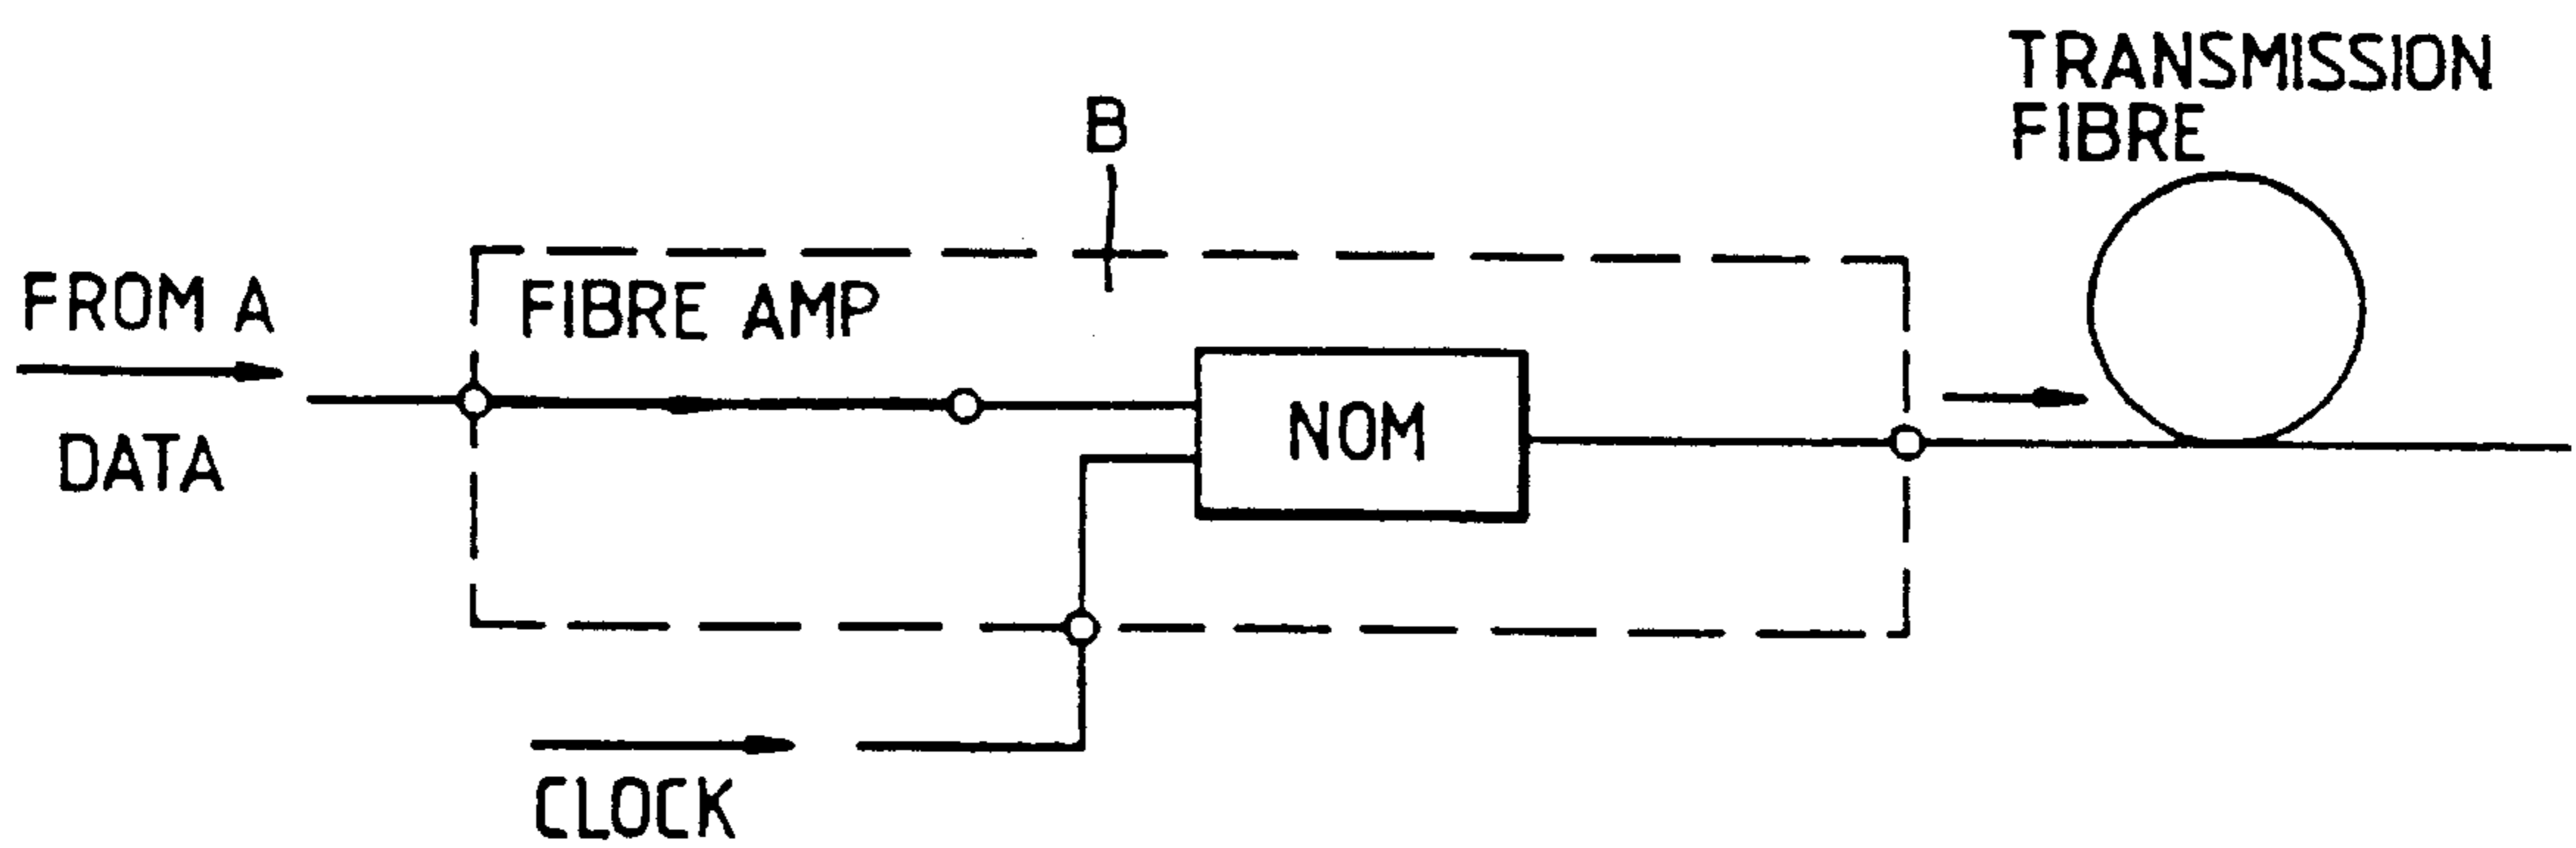 TRANSMISSION
FIBRE
B
FROM A
FIBRE AMP
DATA
NOM
CLOCK